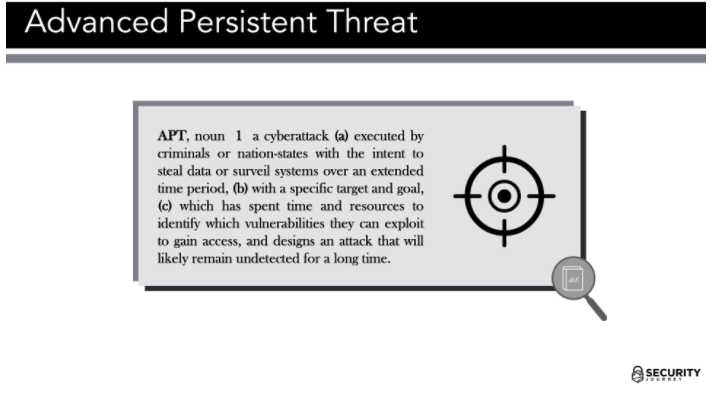 Advanced Persistent Threat
APT, noun 1 a cyberattack (a) executed by
criminals or nation-states with the intent to
steal data or surveil systems over an extended
time period, (b) with a specific target and goal,
(c) which has spent time and resources to
identify which vulnerabilities they can exploit
to gain access, and designs an attack that will
likely remain undetected for a long time.
SECURITY
JOURNEY